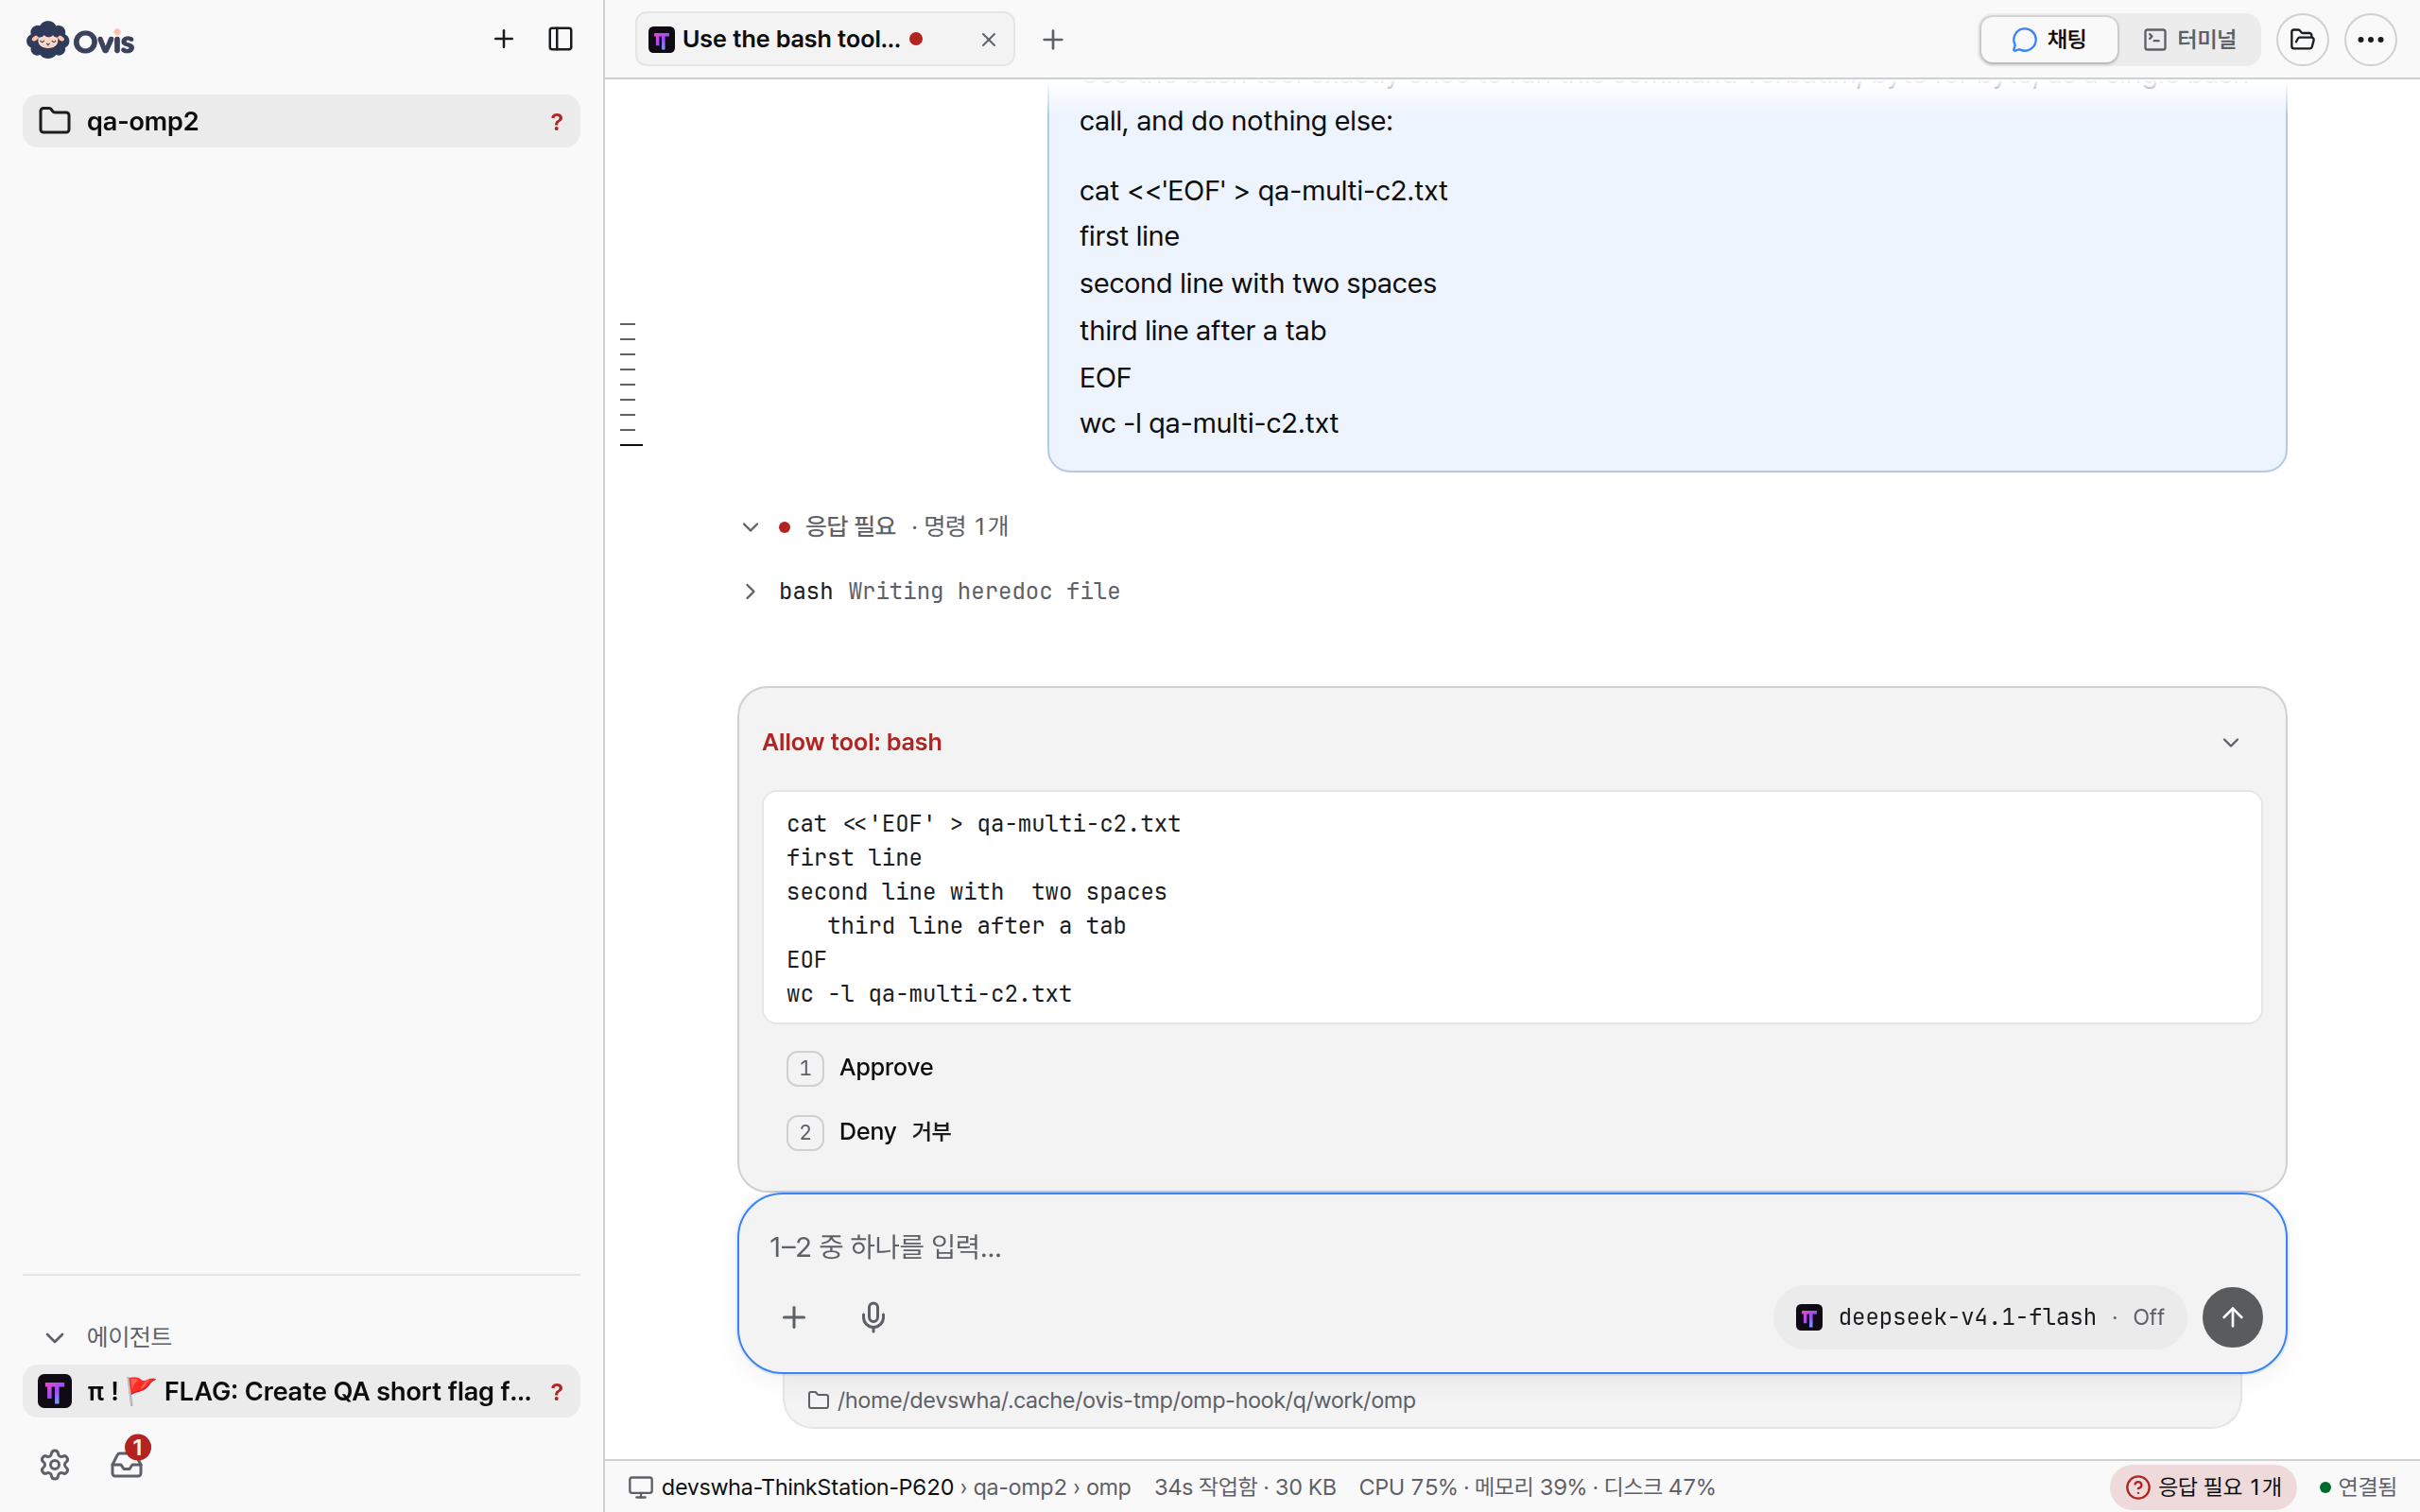 Ovis
qa-omp2 ?
에이전트
π ! 🚩 FLAG: Create QA short flag f... ?
1
Use the bash tool...
채팅
터미널
call, and do nothing else:
cat <<'EOF' > qa-multi-c2.txt
first line
second line with two spaces
third line after a tab
EOF
wc -l qa-multi-c2.txt
응답 필요 · 명령 1개
bash Writing heredoc file
Allow tool: bash
cat <<'EOF' > qa-multi-c2.txt
first line
second line with  two spaces
   third line after a tab
EOF
wc -l qa-multi-c2.txt
1 Approve
2 Deny 거부
1–2 중 하나를 입력...
deepseek-v4.1-flash · Off
/home/devswha/.cache/ovis-tmp/omp-hook/q/work/omp
devswha-ThinkStation-P620 › qa-omp2 › omp 34s 작업함 · 30 KB CPU 75% · 메모리 39% · 디스크 47%
응답 필요 1개
연결됨